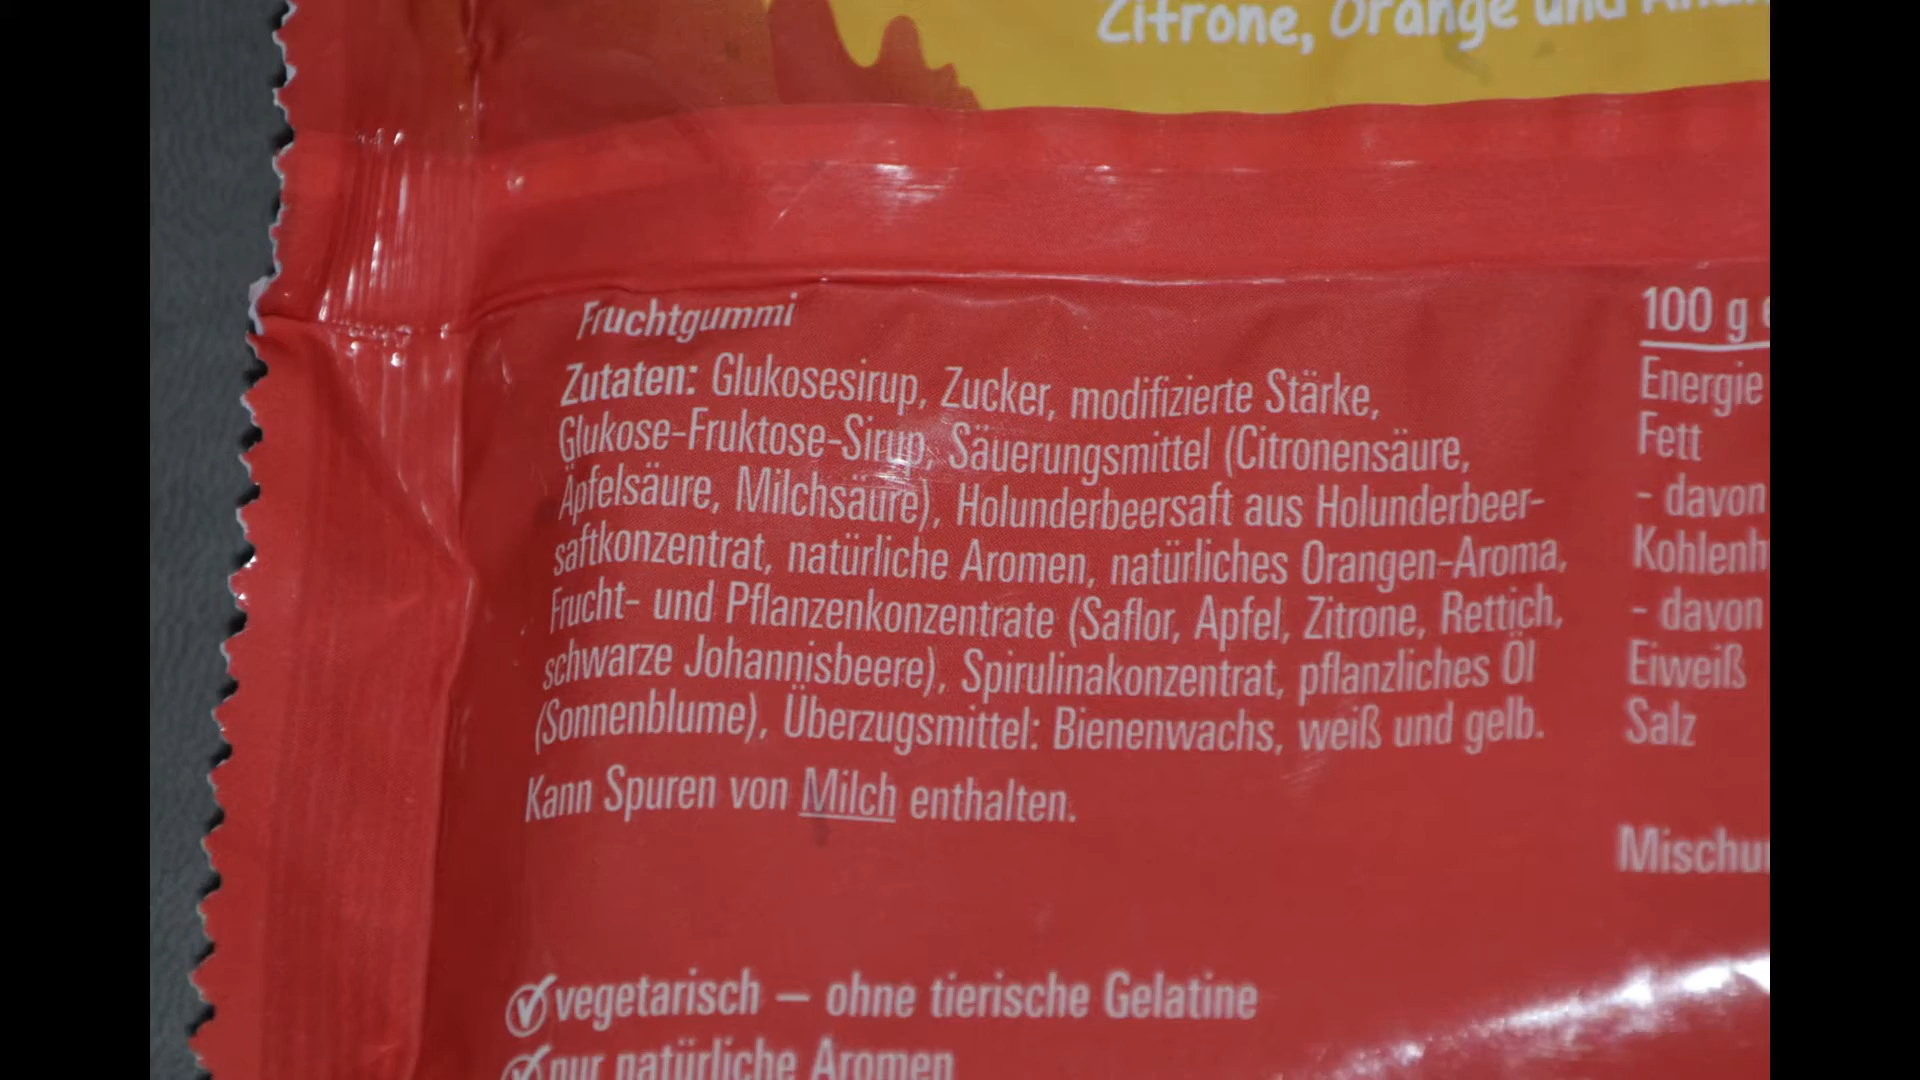 Zitrone, Orange und
Fruchtgummi
Zutaten: Glukosesirup, Zucker, modifizierte Stärke,
Glukose-Fruktose-Sirup, Säuerungsmittel (Citronensäure,
Äpfelsäure, Milchsäure), Holunderbeersaft aus Holunderbeer-
saftkonzentrat, natürliche Aromen, natürliches Orangen-Aroma,
Frucht- und Pflanzenkonzentrate (Saflor, Apfel, Zitrone, Rettich,
schwarze Johannisbeere), Spirulinakonzentrat, pflanzliches Öl
(Sonnenblume), Überzugsmittel: Bienenwachs, weiß und gelb.
Kann Spuren von Milch enthalten.
vegetarisch – ohne tierische Gelatine
nur natürliche Aromen
100 g
Energie
Fett
- davon
Kohlenh
- davon
Eiweiß
Salz
Mischu